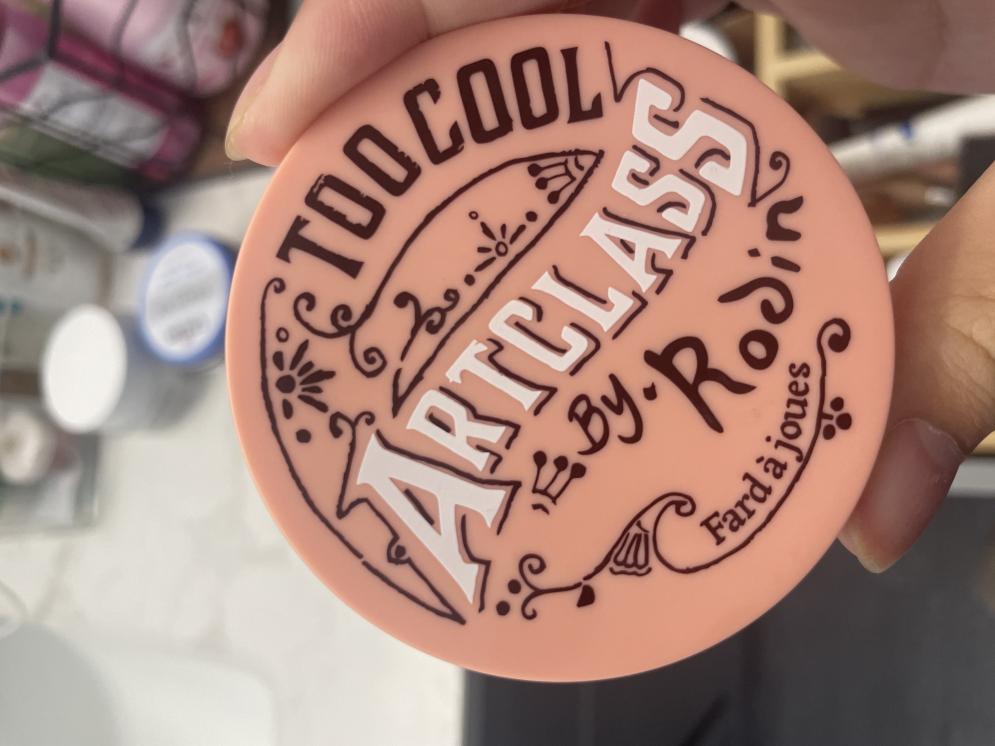 TOO COOL
ARTCLASS
By. Rodin
Fard à joues